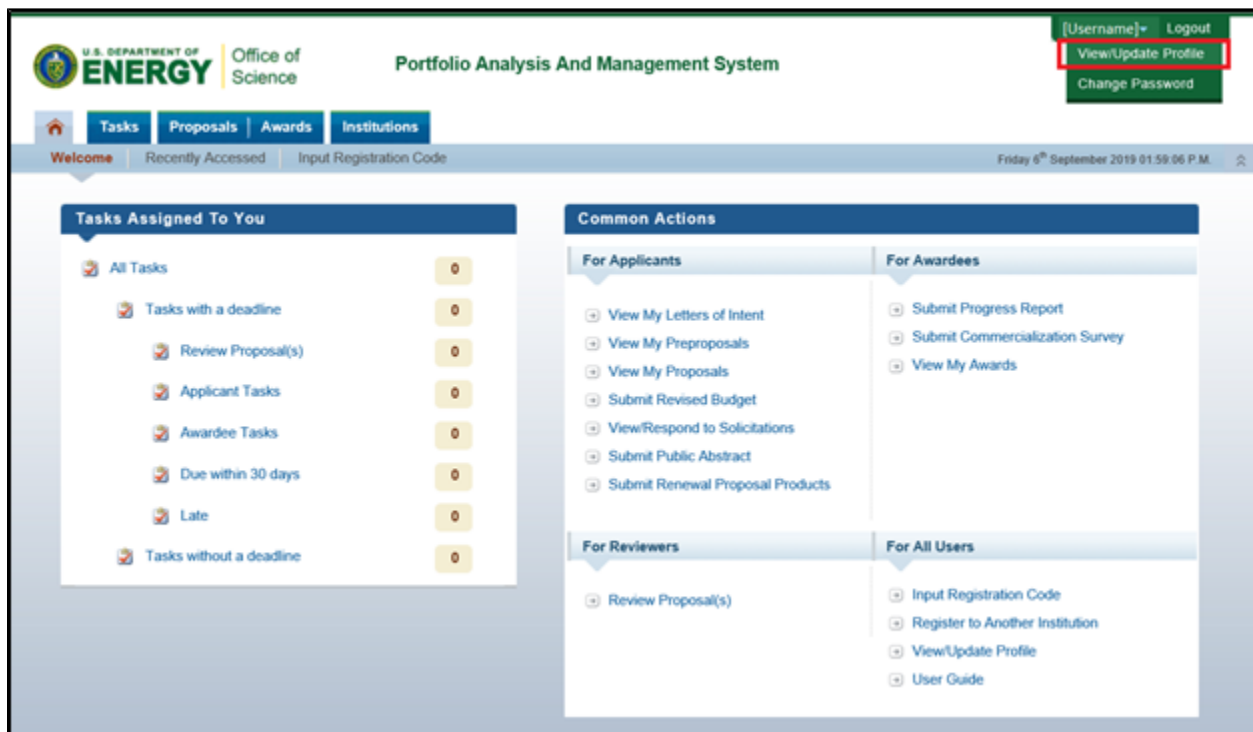 [Username] Logout
View/Update Profile
Change Password
U.S. DEPARTMENT OF
ENERGY
Office of
Science
Portfolio Analysis And Management System
Tasks Proposals Awards Institutions
Welcome Recently Accessed Input Registration Code Friday 6th September 2019 01:59:06 P.M.
Tasks Assigned To You
All Tasks 0
Tasks with a deadline 0
Review Proposal(s) 0
Applicant Tasks 0
Awardee Tasks 0
Due within 30 days 0
Late 0
Tasks without a deadline 0
Common Actions
For Applicants
View My Letters of Intent
View My Preproposals
View My Proposals
Submit Revised Budget
View/Respond to Solicitations
Submit Public Abstract
Submit Renewal Proposal Products
For Awardees
Submit Progress Report
Submit Commercialization Survey
View My Awards
For Reviewers
Review Proposal(s)
For All Users
Input Registration Code
Register to Another Institution
View/Update Profile
User Guide